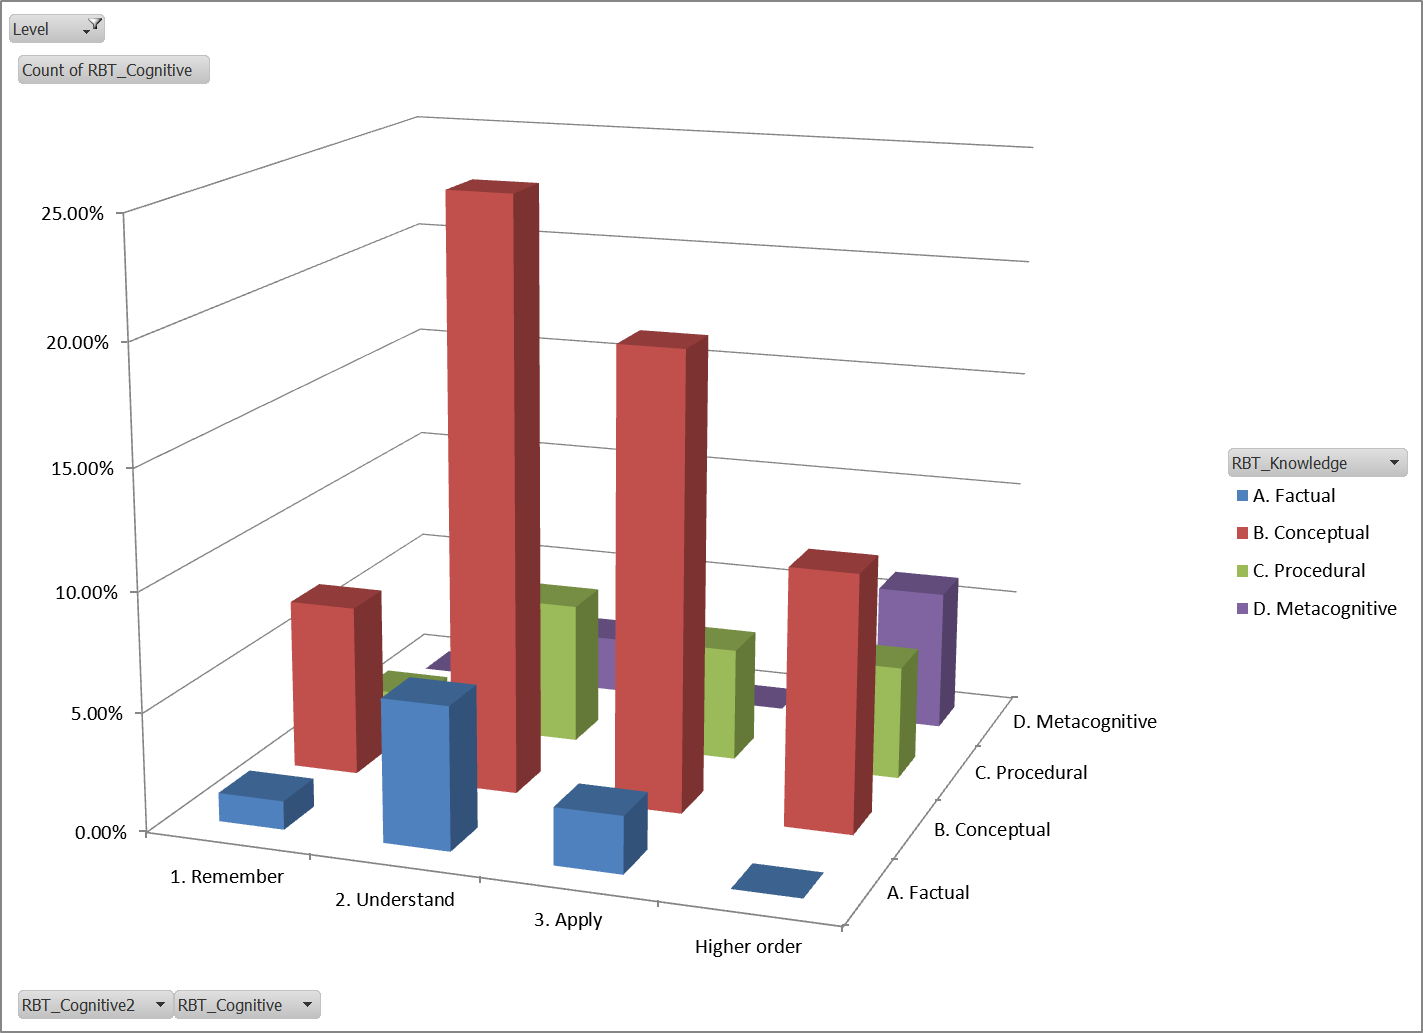 Level
Count of RBT_Cognitive
25.00%
20.00%
15.00%
10.00%
5.00%
0.00%
1. Remember
2. Understand
3. Apply
Higher order
A. Factual
B. Conceptual
C. Procedural
D. Metacognitive
RBT_Knowledge
A. Factual
B. Conceptual
C. Procedural
D. Metacognitive
RBT_Cognitive2
RBT_Cognitive